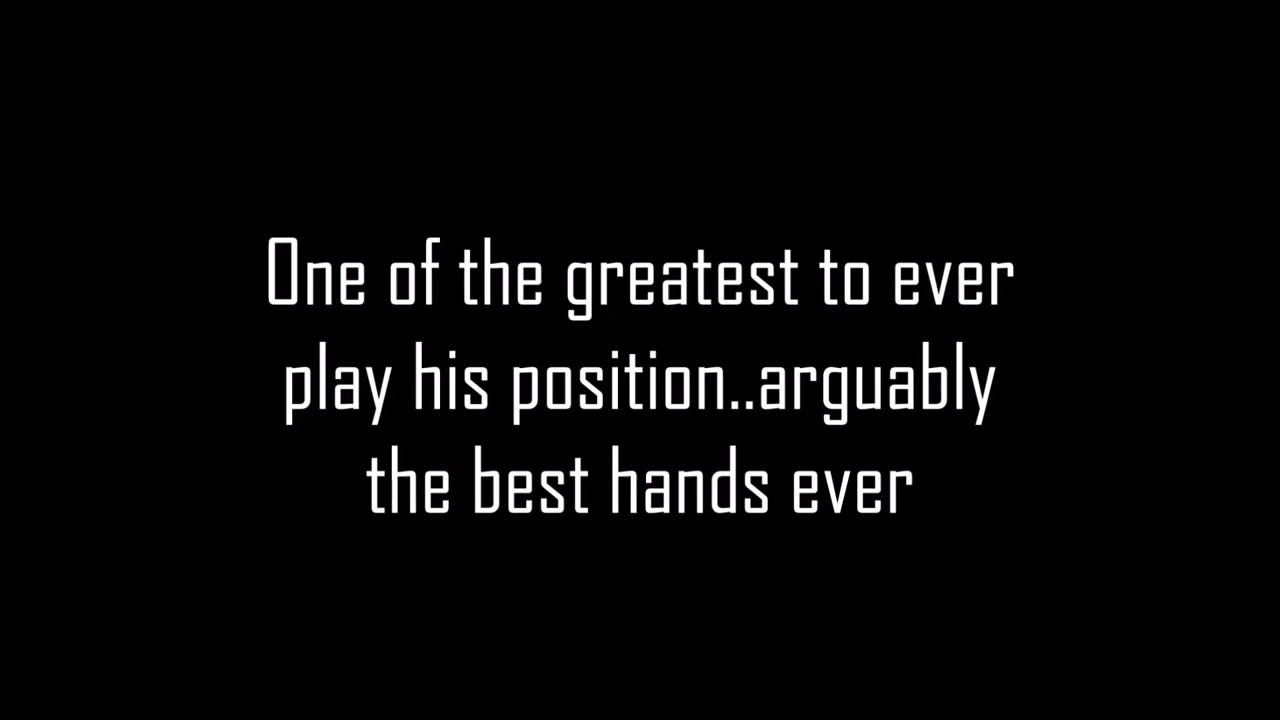 One of the greatest to ever
play his position..arguably
the best hands ever